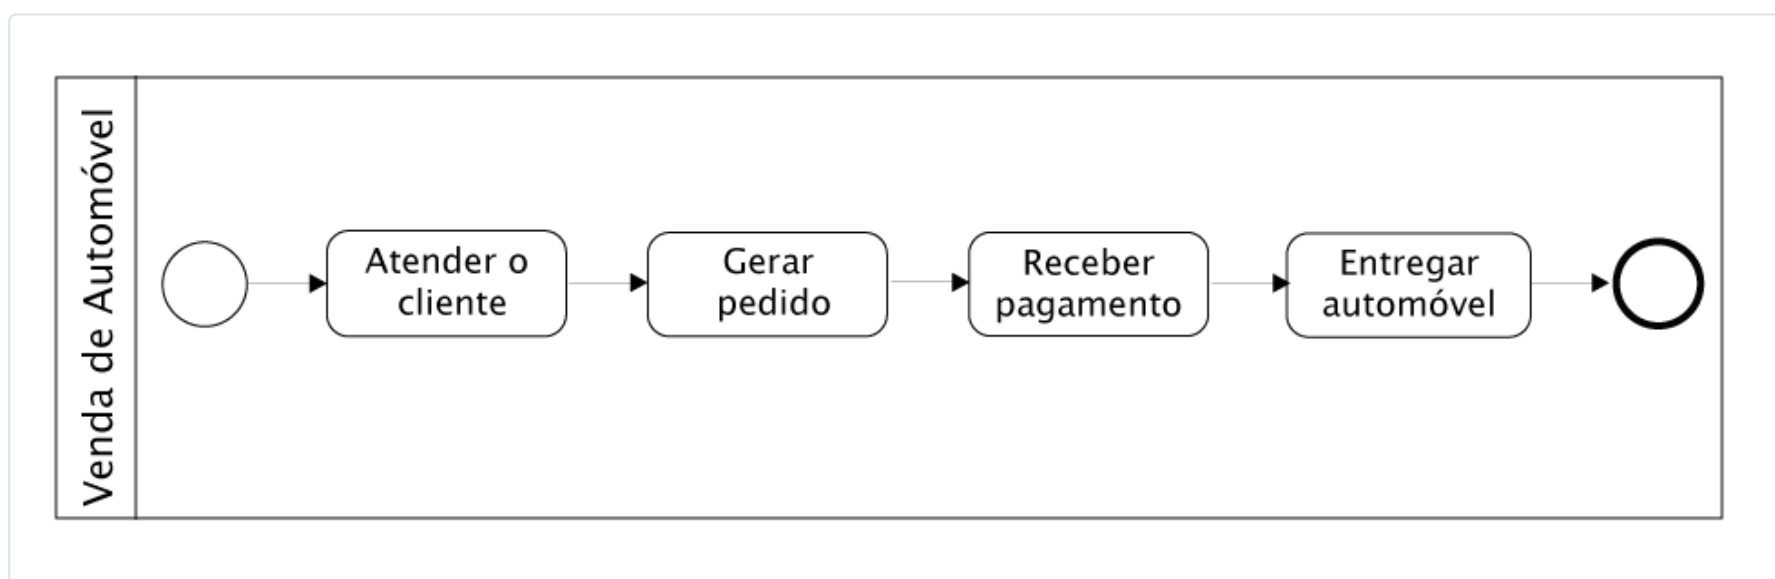 Venda de Automóvel
Atender o
cliente
Gerar
pedido
Receber
pagamento
Entregar
automóvel